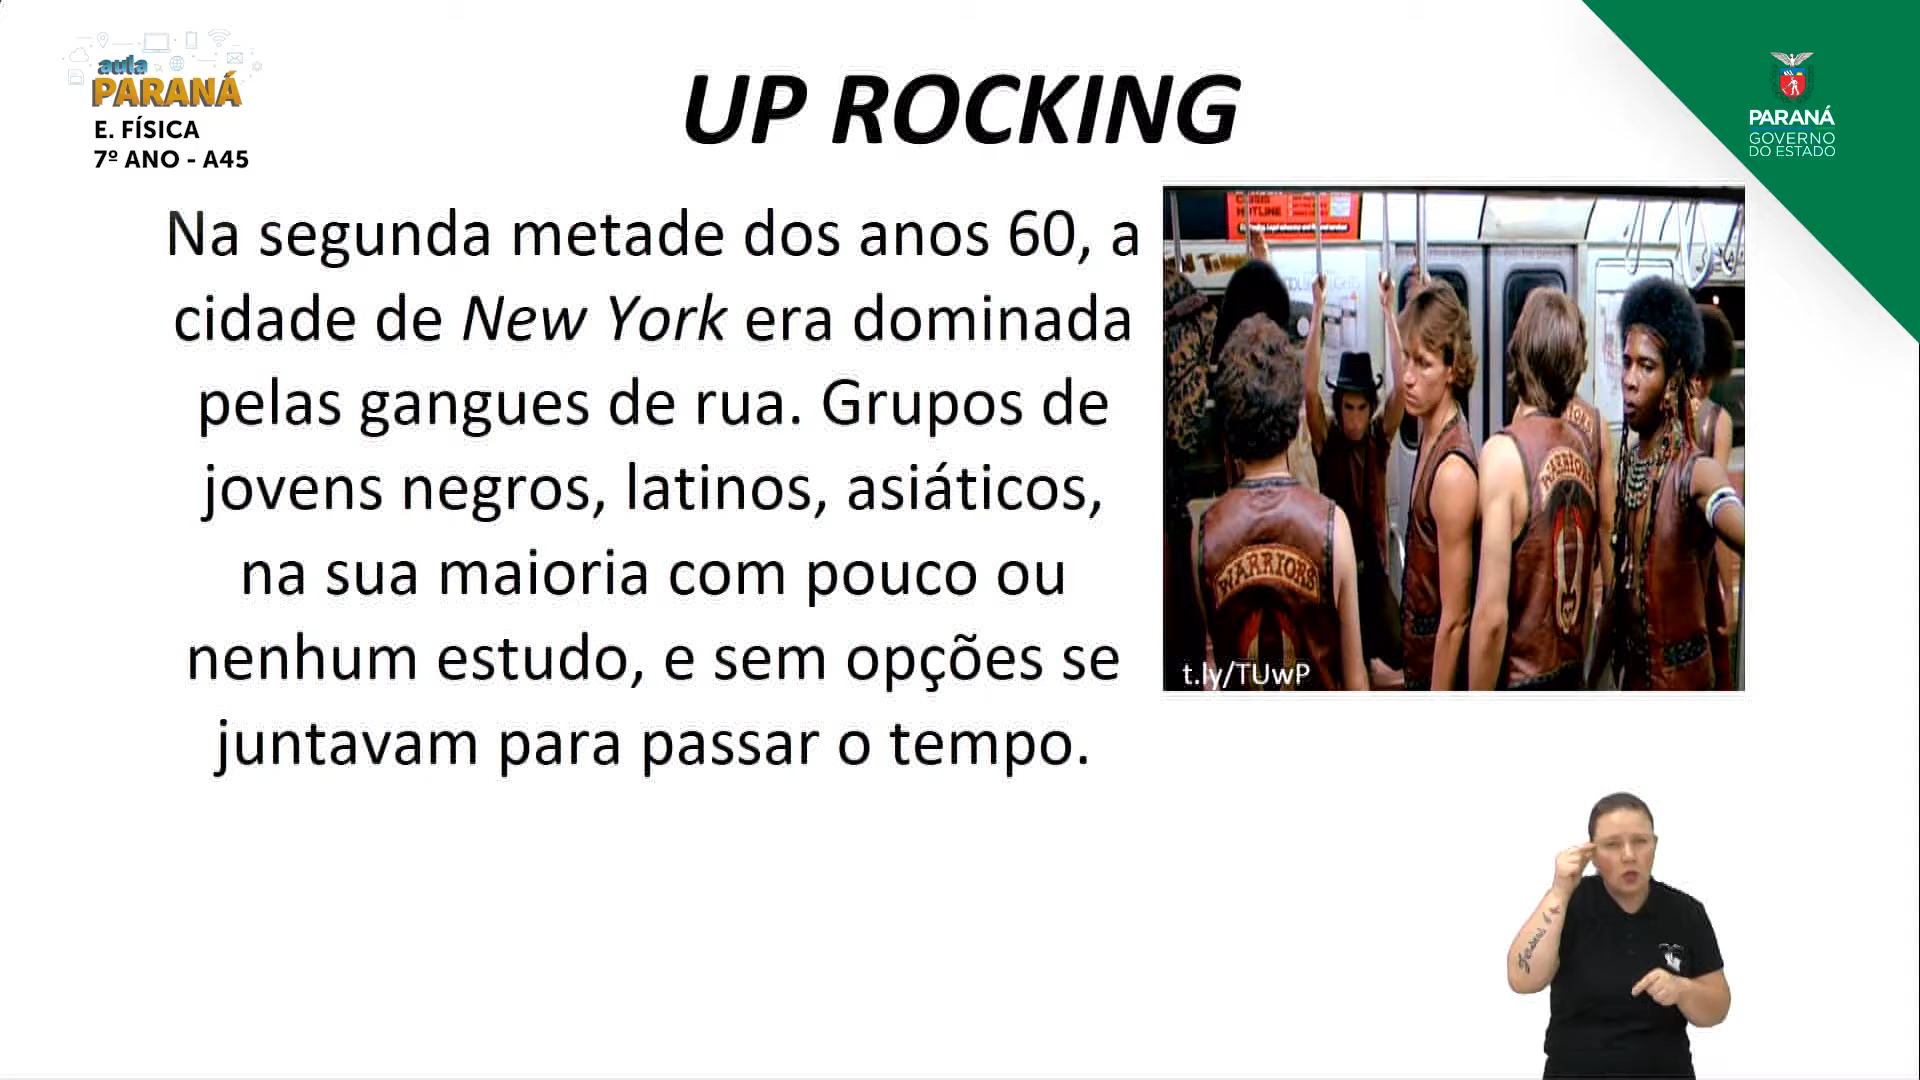 aula
PARANÁ
E. FÍSICA
7º ANO - A45
UP ROCKING
PARANÁ
GOVERNO
DO ESTADO
Na segunda metade dos anos 60, a
cidade de New York era dominada
pelas gangues de rua. Grupos de
jovens negros, latinos, asiáticos,
na sua maioria com pouco ou
nenhum estudo, e sem opções se
juntavam para passar o tempo.
HOTLINE
WARRIORS
WARRIORS
t.ly/TUwP